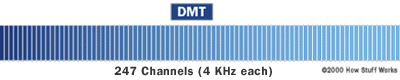 DMT
247 Channels (4 KHz each)
©2000 How Stuff Works